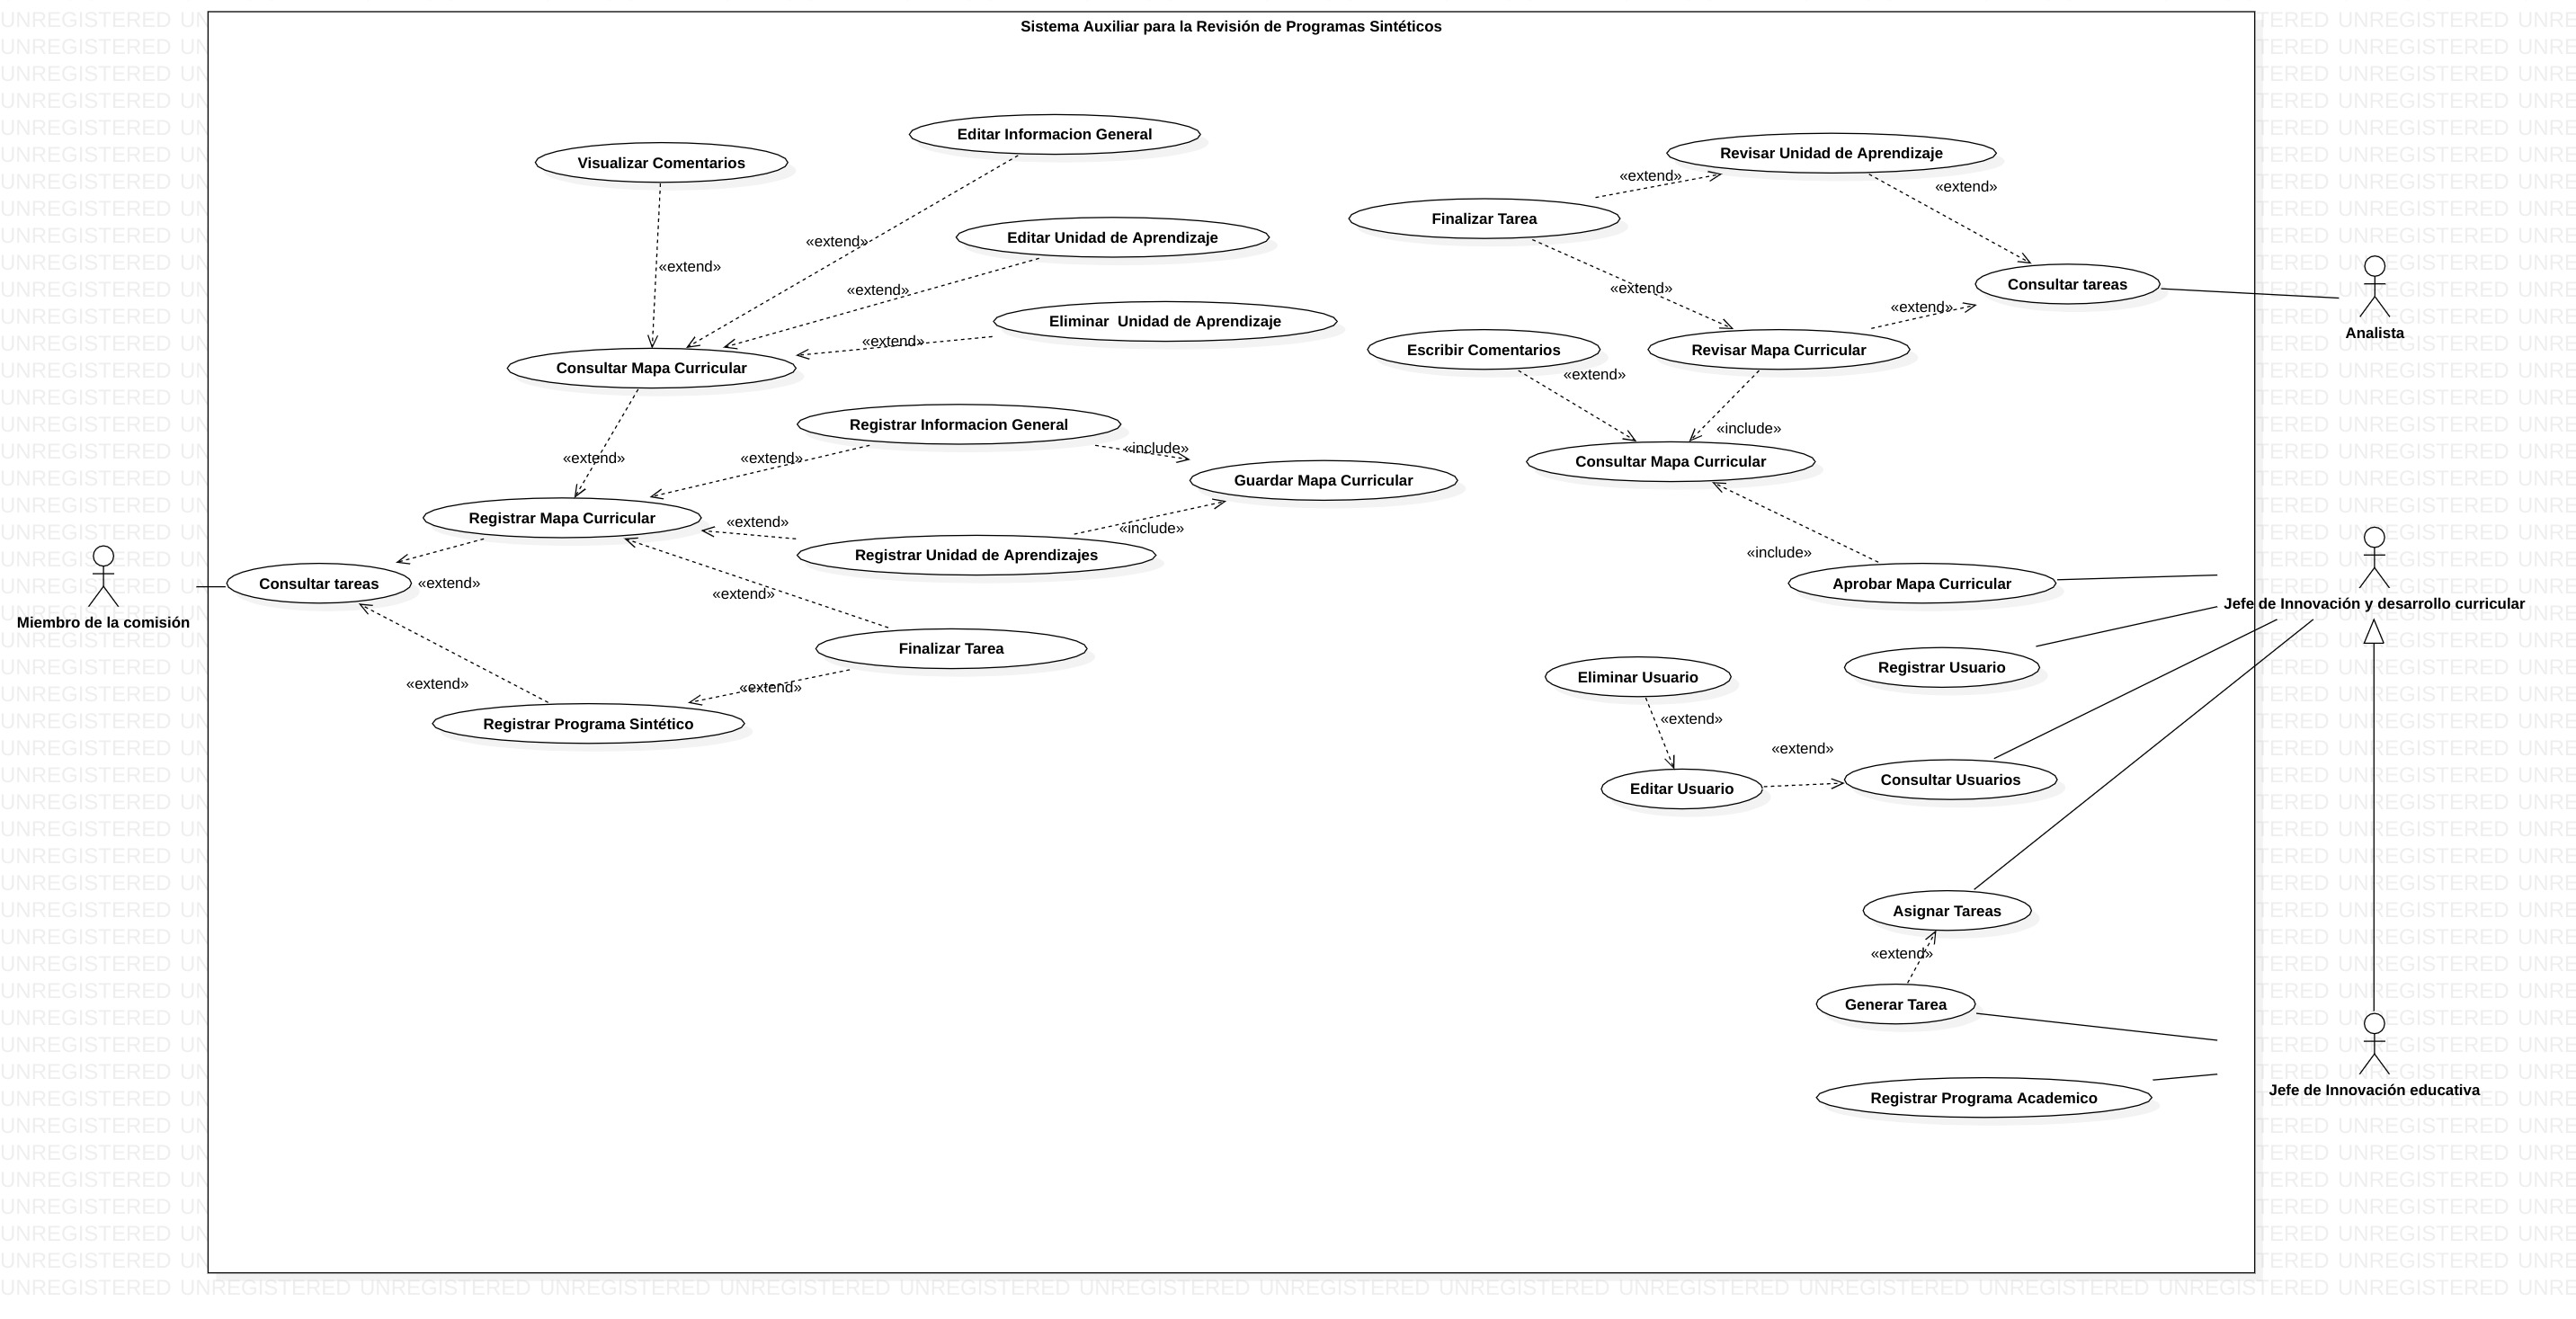 Sistema Auxiliar para la Revisión de Programas Sintéticos
Editar Informacion General
Visualizar Comentarios
Revisar Unidad de Aprendizaje
«extend»
«extend»
Finalizar Tarea
Editar Unidad de Aprendizaje
«extend»
«extend»
Consultar tareas
«extend»
«extend»
«extend»
Eliminar  Unidad de Aprendizaje
Analista
«extend»
Escribir Comentarios
Revisar Mapa Curricular
Consultar Mapa Curricular
«extend»
Registrar Informacion General
«include»
«include»
«extend»
«extend»
Consultar Mapa Curricular
Guardar Mapa Curricular
Registrar Mapa Curricular
«extend»
«include»
Registrar Unidad de Aprendizajes
«include»
Consultar tareas
«extend»
Aprobar Mapa Curricular
«extend»
Jefe de Innovación y desarrollo curricular
Miembro de la comisión
Finalizar Tarea
Registrar Usuario
Eliminar Usuario
«extend»
«extend»
«extend»
Registrar Programa Sintético
«extend»
Consultar Usuarios
Editar Usuario
Asignar Tareas
«extend»
Generar Tarea
Jefe de Innovación educativa
Registrar Programa Academico
UNREGISTERED UNREGISTERED UNREGISTERED UNREGISTERED UNREGISTERED UNREGISTERED UNREGISTERED UNREGISTERED UNREGISTERED UNREGISTERED UNREGISTERED UNREGISTERED UNREGISTERED UNREGISTERED UNRE